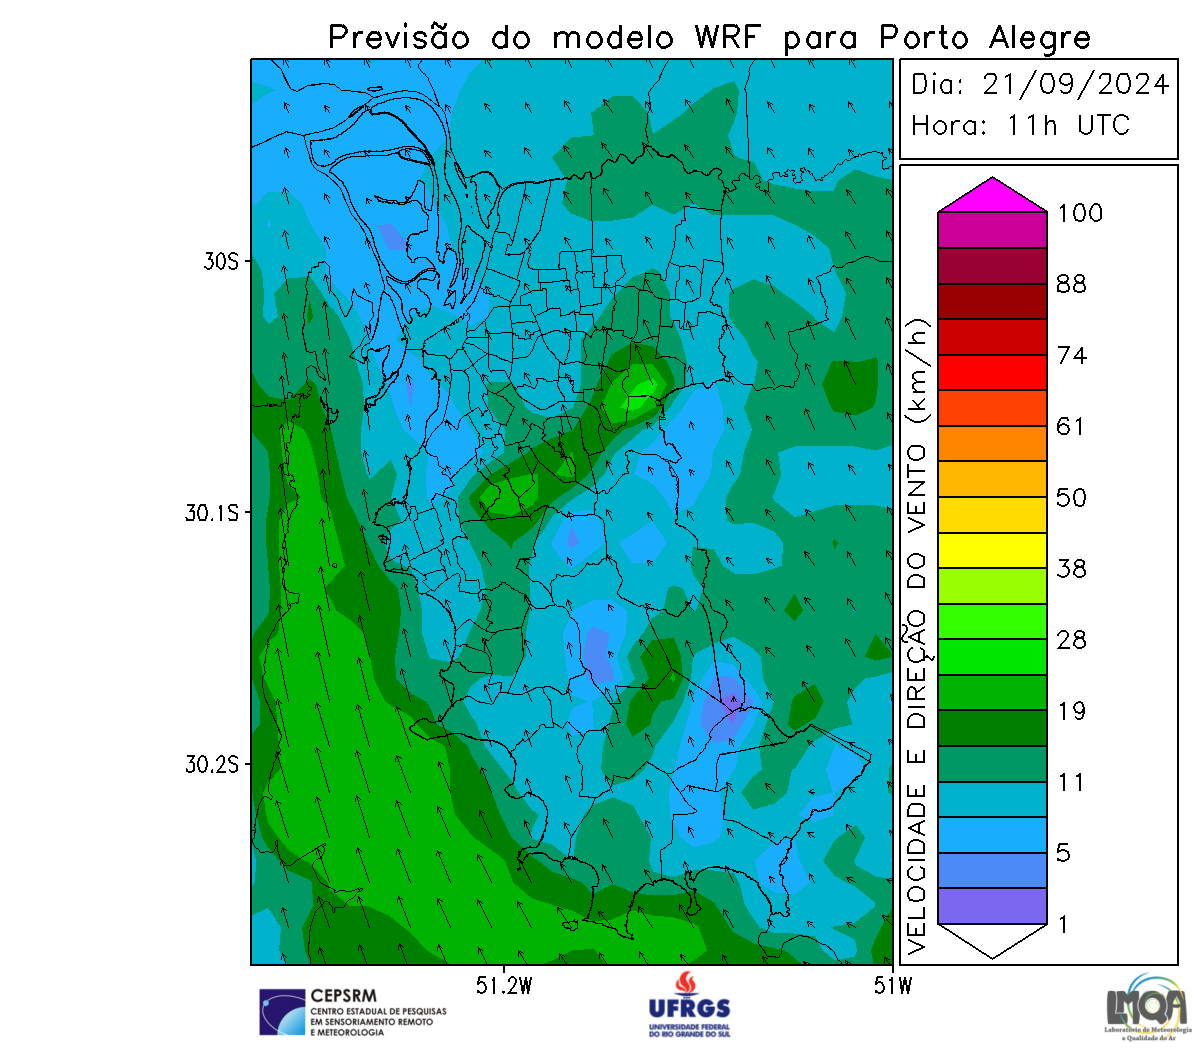 Previsão do modelo WRF para Porto Alegre
Dia: 21/09/2024
Hora: 11h UTC
VELOCIDADE E DIREÇÃO DO VENTO (km/h)
100
88
74
61
50
38
28
19
11
5
1
30S
30.1S
30.2S
51.2W
51W
CEPSRM
CENTRO ESTADUAL DE PESQUISAS
EM SENSORIAMENTO REMOTO
E METEOROLOGIA
UFRGS
UNIVERSIDADE FEDERAL
DO RIO GRANDE DO SUL
LMQA
Laboratório de Meteorologia
e Qualidade do Ar